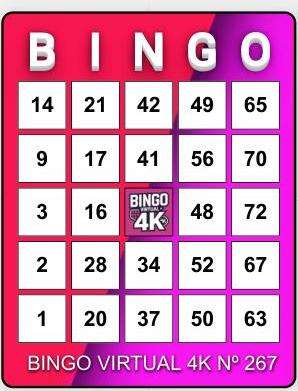 B I N G O
14 21 42 49 65
9 17 41 56 70
3 16 BINGO VIRTUAL 4K 48 72
2 28 34 52 67
1 20 37 50 63
BINGO VIRTUAL 4K Nº 267